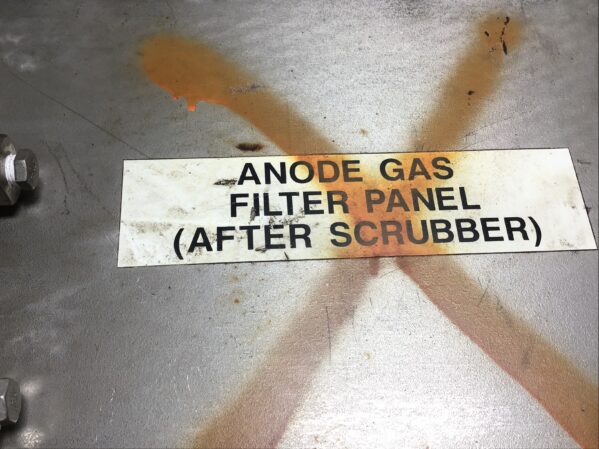 ANODE GAS
FILTER PANEL
(AFTER SCRUBBER)